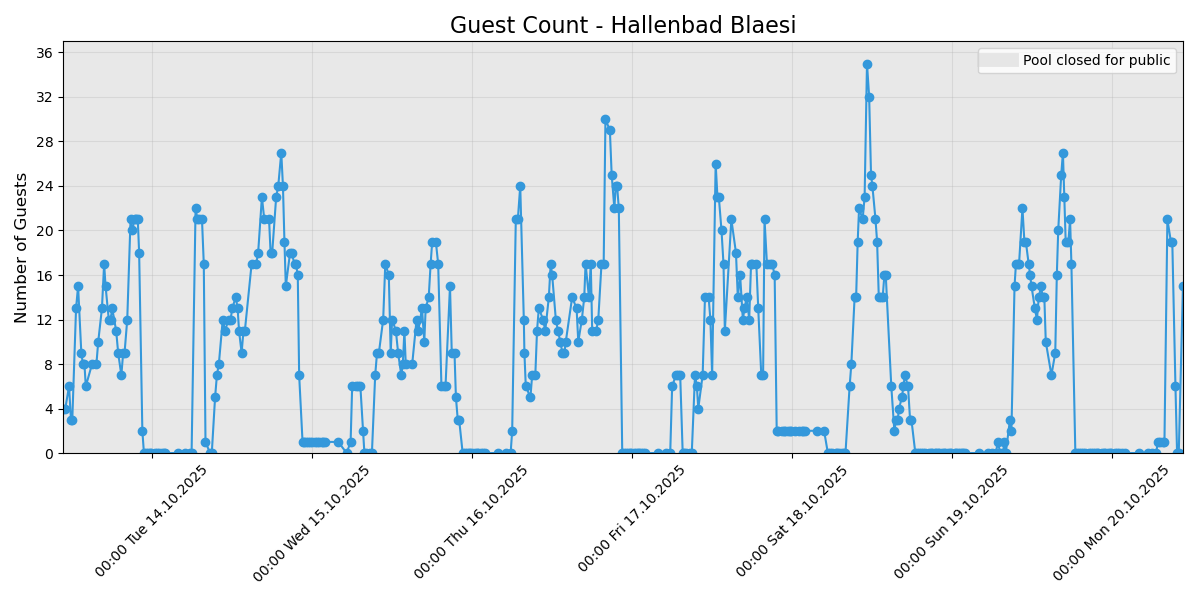 Guest Count - Hallenbad Blaesi
Pool closed for public
Number of Guests
36
32
28
24
20
16
12
8
4
0
00:00 Tue 14.10.2025
00:00 Wed 15.10.2025
00:00 Thu 16.10.2025
00:00 Fri 17.10.2025
00:00 Sat 18.10.2025
00:00 Sun 19.10.2025
00:00 Mon 20.10.2025